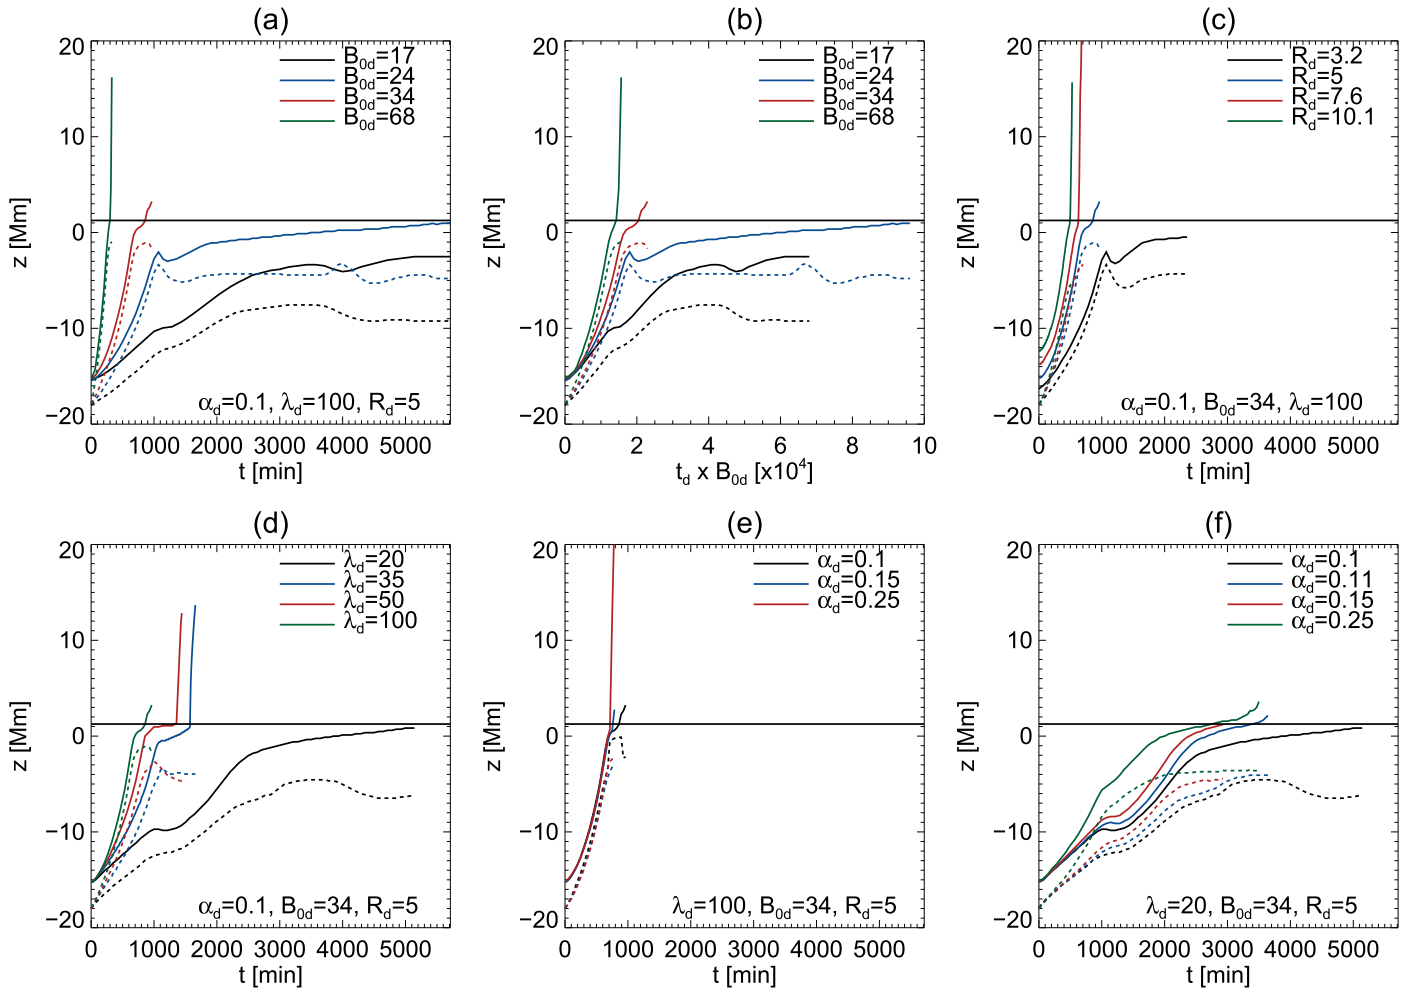 (a)
(b)
(c)
B0d=17
B0d=24
B0d=34
B0d=68
αd=0.1, λd=100, Rd=5
20
10
0
−10
−20
z [Mm]
0 1000 2000 3000 4000 5000
t [min]
B0d=17
B0d=24
B0d=34
B0d=68
20
10
0
−10
−20
z [Mm]
0 2 4 6 8 10
td x B0d [x10⁴]
Rd=3.2
Rd=5
Rd=7.6
Rd=10.1
αd=0.1, B0d=34, λd=100
20
10
0
−10
−20
z [Mm]
0 1000 2000 3000 4000 5000
t [min]
(d)
(e)
(f)
λd=20
λd=35
λd=50
λd=100
αd=0.1, B0d=34, Rd=5
20
10
0
−10
−20
z [Mm]
0 1000 2000 3000 4000 5000
t [min]
αd=0.1
αd=0.15
αd=0.25
λd=100, B0d=34, Rd=5
20
10
0
−10
−20
z [Mm]
0 1000 2000 3000 4000 5000
t [min]
αd=0.1
αd=0.11
αd=0.15
αd=0.25
λd=20, B0d=34, Rd=5
20
10
0
−10
−20
z [Mm]
0 1000 2000 3000 4000 5000
t [min]